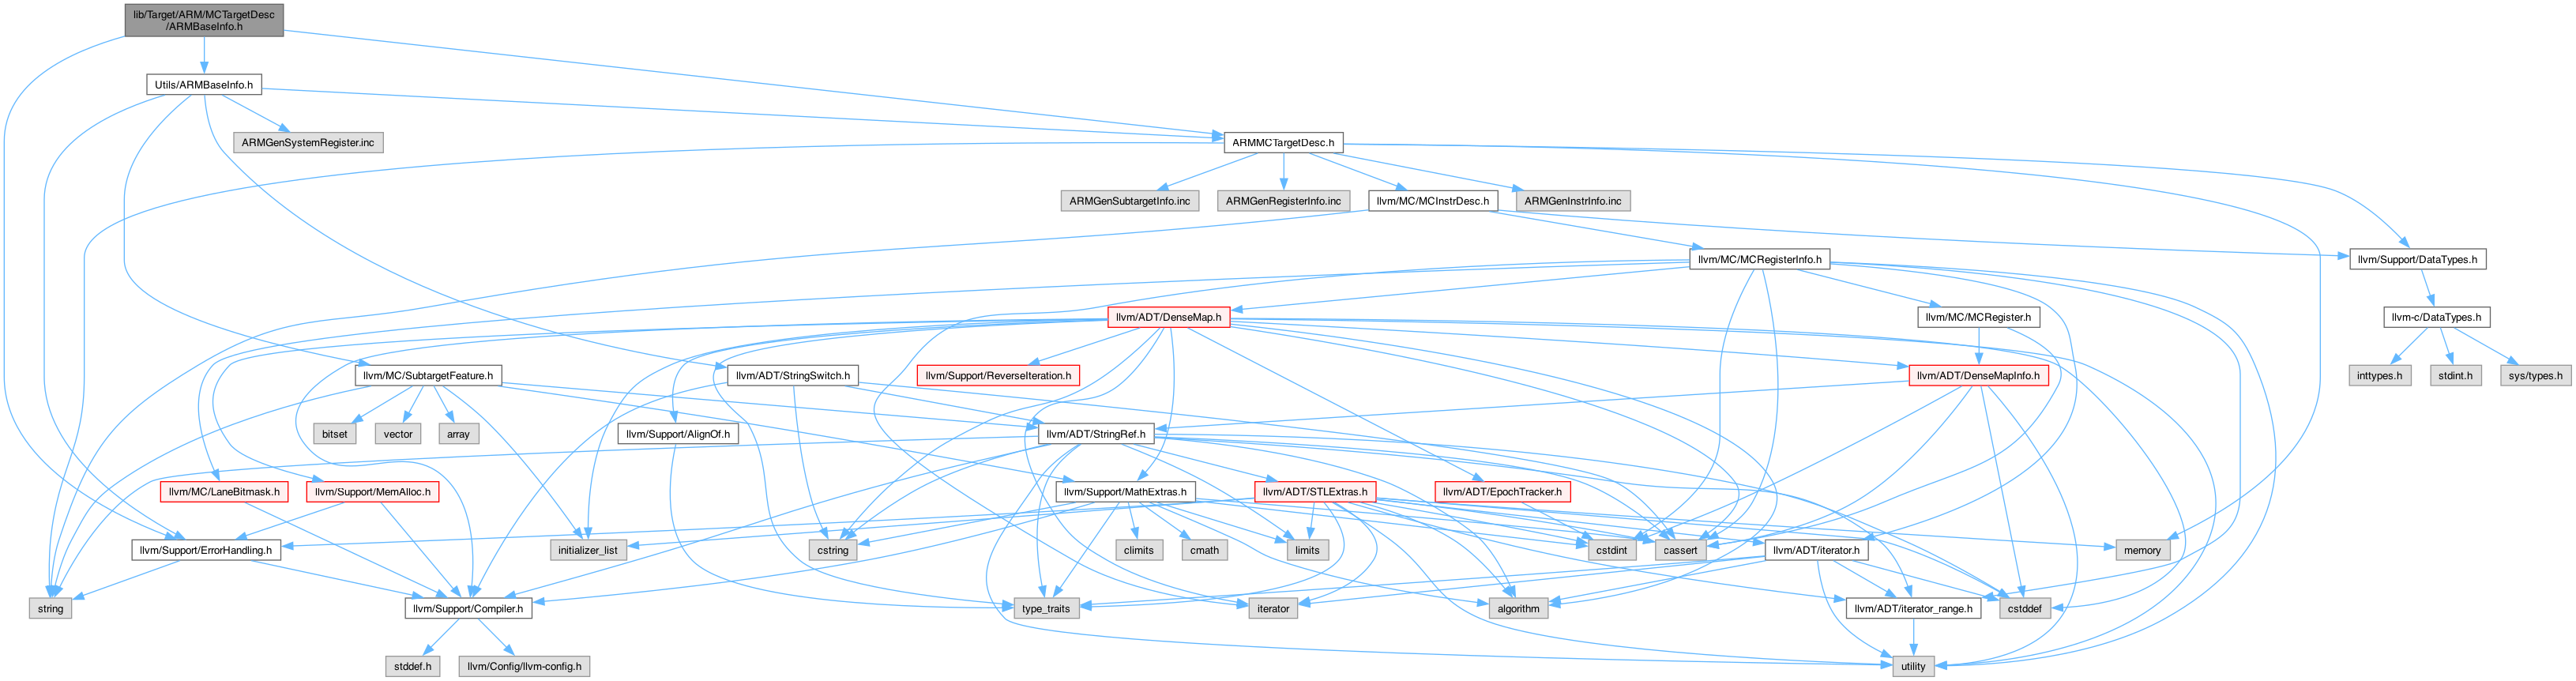 lib/Target/ARM/MCTargetDesc
/ARMBaseInfo.h
Utils/ARMBaseInfo.h
ARMGenSystemRegister.inc
ARMMCTargetDesc.h
ARMGenSubtargetInfo.inc
ARMGenRegisterInfo.inc
llvm/MC/MCInstrDesc.h
ARMGenInstrInfo.inc
llvm/MC/MCRegisterInfo.h
llvm/Support/DataTypes.h
llvm/ADT/DenseMap.h
llvm/MC/MCRegister.h
llvm-c/DataTypes.h
llvm/MC/SubtargetFeature.h
llvm/ADT/StringSwitch.h
llvm/Support/ReverseIteration.h
llvm/ADT/DenseMapInfo.h
inttypes.h
stdint.h
sys/types.h
bitset
vector
array
llvm/Support/AlignOf.h
llvm/ADT/StringRef.h
llvm/MC/LaneBitmask.h
llvm/Support/MemAlloc.h
llvm/Support/MathExtras.h
llvm/ADT/STLExtras.h
llvm/ADT/EpochTracker.h
llvm/Support/ErrorHandling.h
initializer_list
cstring
climits
cmath
limits
cstdint
cassert
llvm/ADT/iterator.h
memory
string
llvm/Support/Compiler.h
type_traits
iterator
algorithm
llvm/ADT/iterator_range.h
cstddef
stddef.h
llvm/Config/llvm-config.h
utility